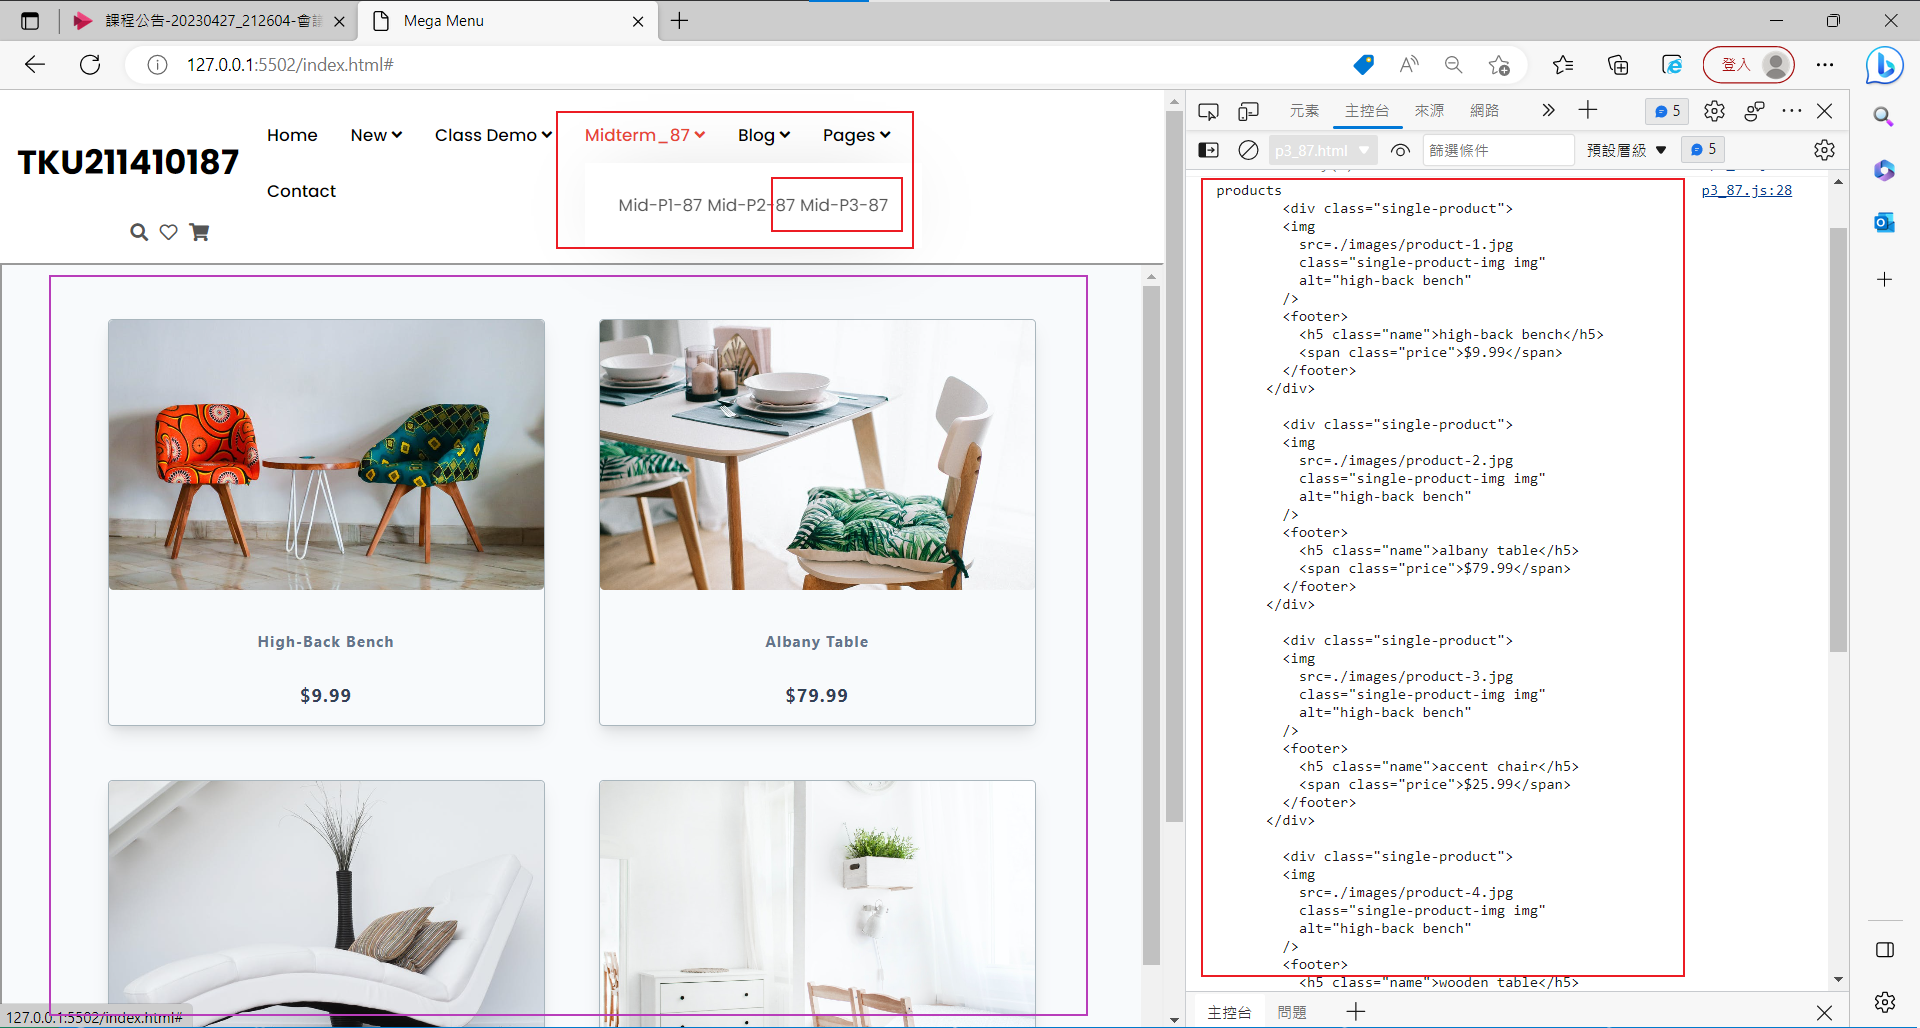 課程公告-20230427_212604-會議
Mega Menu
127.0.0.1:5502/index.html#
登入
TKU211410187
Home
New
Class Demo
Midterm_87
Blog
Pages
Contact
Mid-P1-87 Mid-P2-87 Mid-P3-87
High-Back Bench
$9.99
Albany Table
$79.99
127.0.0.1:5502/index.html#
元素
主控台
來源
網路
5
p3_87.html
篩選條件
預設層級
5
products
p3_87.js:28
<div class="single-product">
<img
src=./images/product-1.jpg
class="single-product-img img"
alt="high-back bench"
/>
<footer>
<h5 class="name">high-back bench</h5>
<span class="price">$9.99</span>
</footer>
</div>
<div class="single-product">
<img
src=./images/product-2.jpg
class="single-product-img img"
alt="high-back bench"
/>
<footer>
<h5 class="name">albany table</h5>
<span class="price">$79.99</span>
</footer>
</div>
<div class="single-product">
<img
src=./images/product-3.jpg
class="single-product-img img"
alt="high-back bench"
/>
<footer>
<h5 class="name">accent chair</h5>
<span class="price">$25.99</span>
</footer>
</div>
<div class="single-product">
<img
src=./images/product-4.jpg
class="single-product-img img"
alt="high-back bench"
/>
<footer>
<h5 class="name">wooden table</h5>
主控台
問題